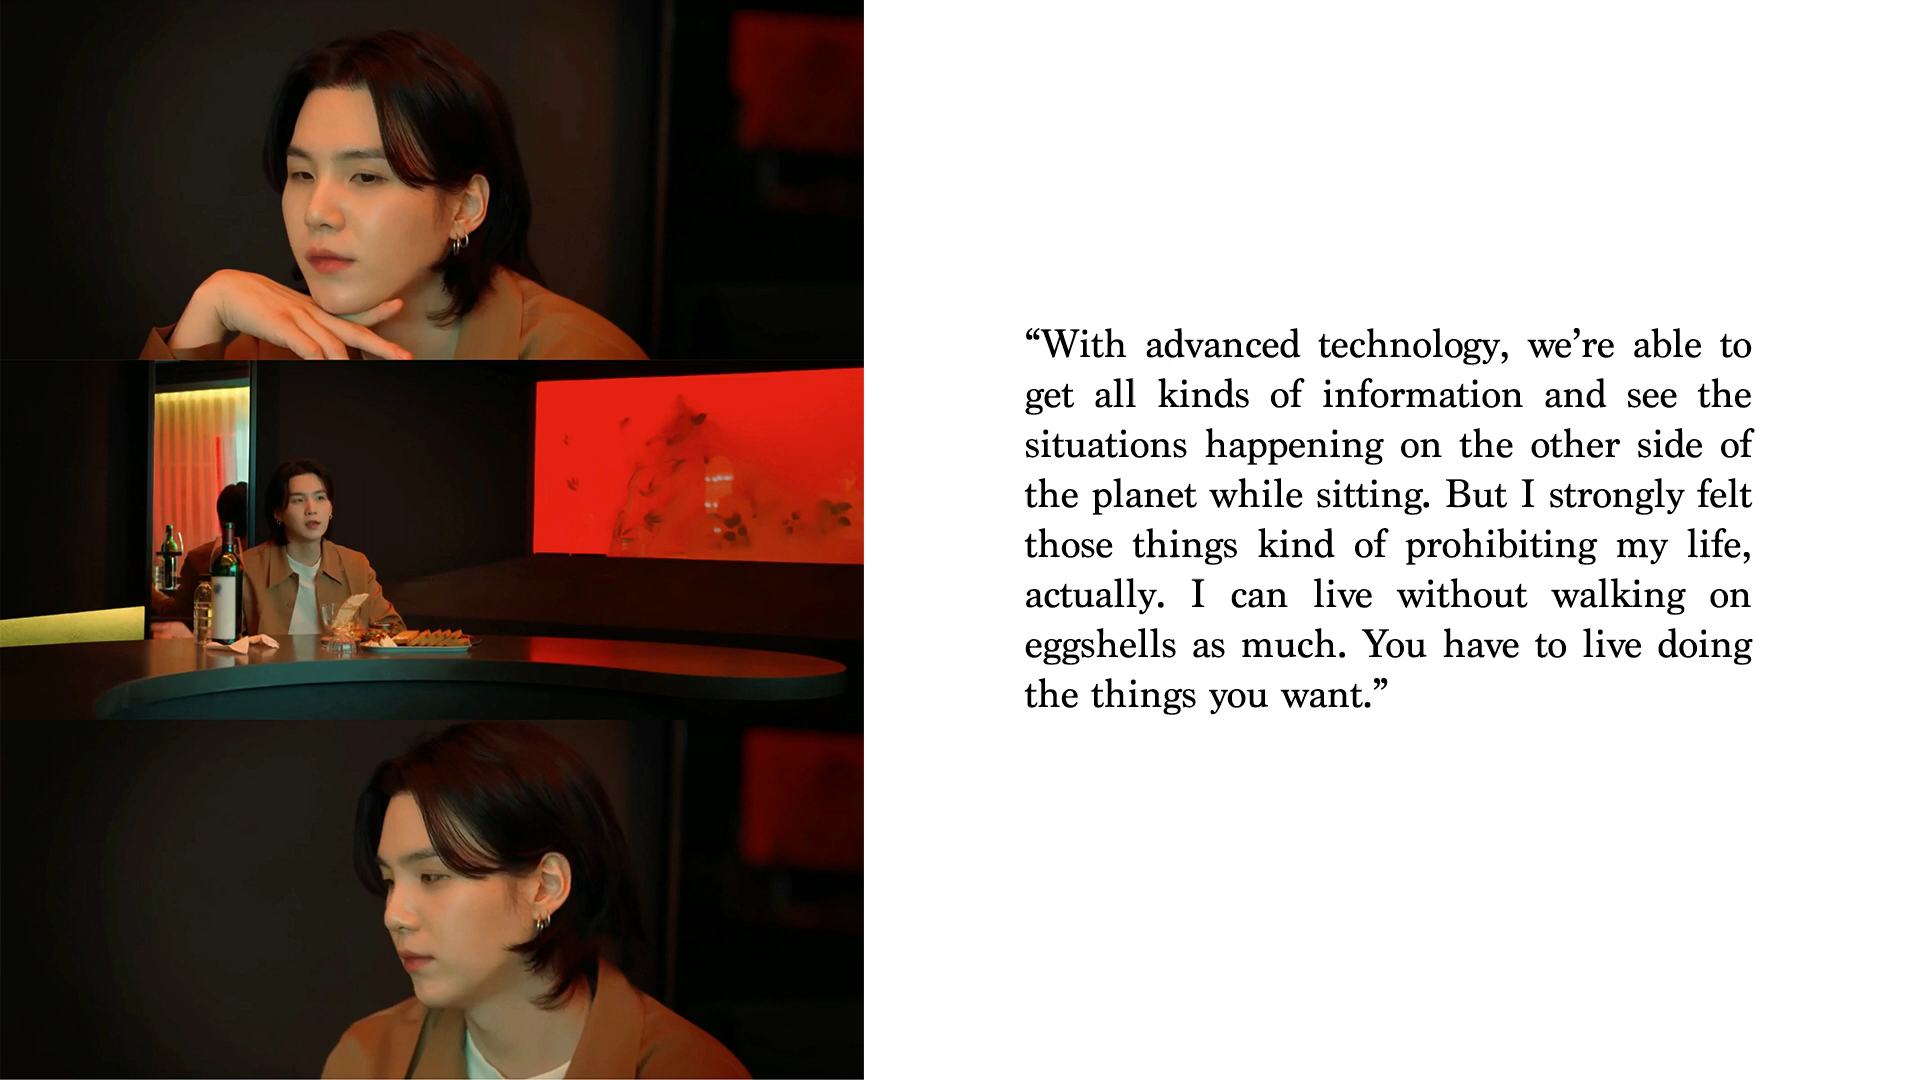 “With advanced technology, we’re able to
get all kinds of information and see the
situations happening on the other side of
the planet while sitting. But I strongly felt
those things kind of prohibiting my life,
actually. I can live without walking on
eggshells as much. You have to live doing
the things you want.”